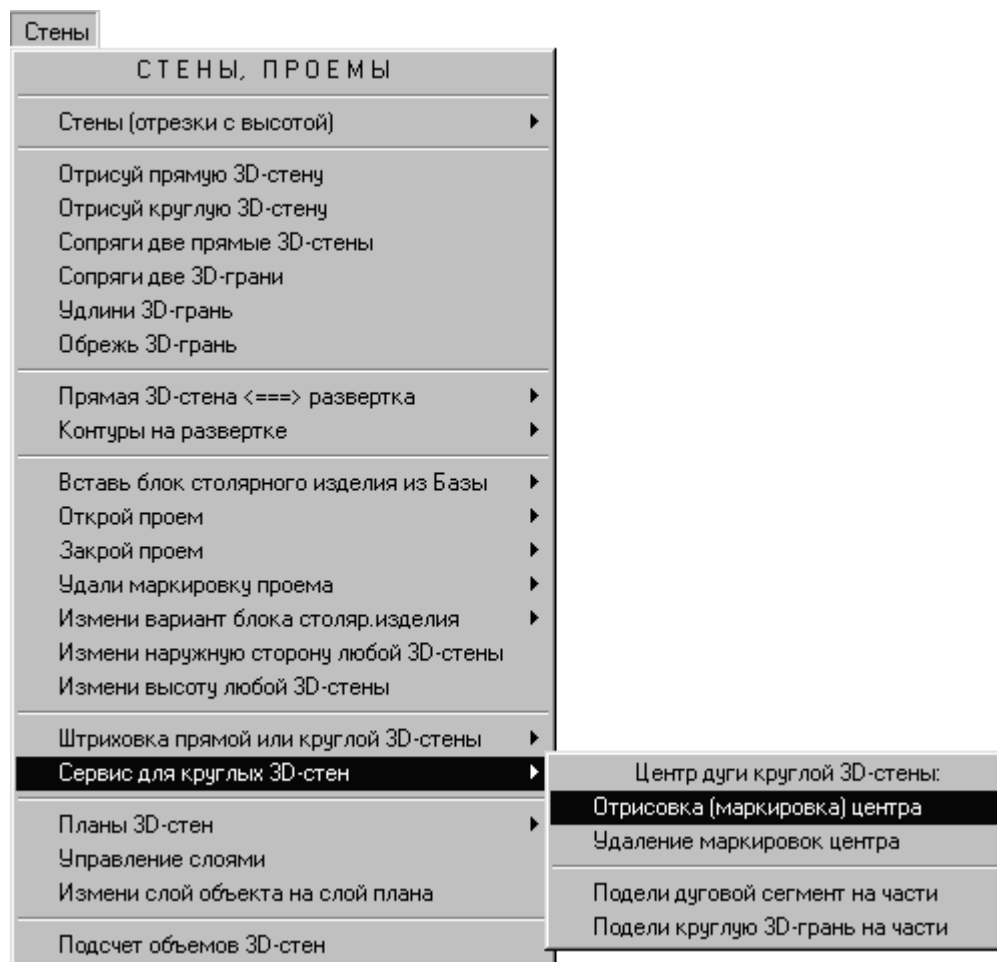 Стены
СТЕНЫ, ПРОЕМЫ
Стены (отрезки с высотой)
Отрисуй прямую 3D-стену
Отрисуй круглую 3D-стену
Сопряги две прямые 3D-стены
Сопряги две 3D-грани
Удлини 3D-грань
Обрежь 3D-грань
Прямая 3D-стена <===> развертка
Контуры на развертке
Вставь блок столярного изделия из Базы
Открой проем
Закрой проем
Удали маркировку проема
Измени вариант блока столяр.изделия
Измени наружную сторону любой 3D-стены
Измени высоту любой 3D-стены
Штриховка прямой или круглой 3D-стены
Сервис для круглых 3D-стен
Планы 3D-стен
Управление слоями
Измени слой объекта на слой плана
Подсчет объемов 3D-стен
Центр дуги круглой 3D-стены:
Отрисовка (маркировка) центра
Удаление маркировок центра
Подели дуговой сегмент на части
Подели круглую 3D-грань на части